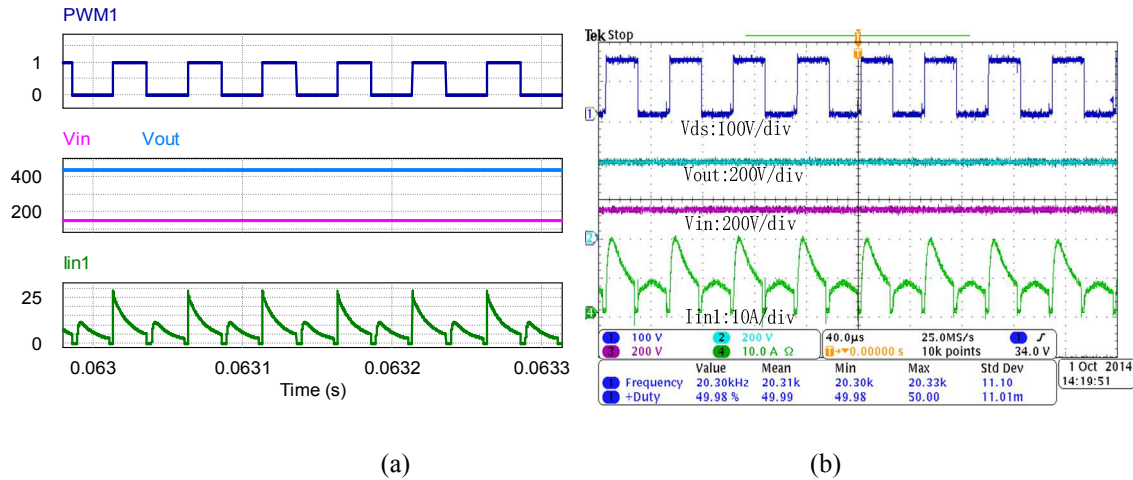 PWM1
1
0
Vin Vout
400
200
Iin1
25
0
0.063 0.0631 0.0632 0.0633
Time (s)
(a)
Tek Stop
T
T
1
Vds:100V/div
Vout:200V/div
Vin:200V/div
2
4
Iin1:10A/div
1 100 V 2 200 V
3 200 V 4 10.0 A Ω
40.0µs 25.0MS/s 1
T→▼0.00000 s 10k points 34.0 V
Value Mean Min Max Std Dev
1 Frequency 20.30kHz 20.31k 20.30k 20.33k 11.10
1 +Duty 49.98 % 49.99 49.98 50.00 11.01m
1 Oct 2014
14:19:51
(b)